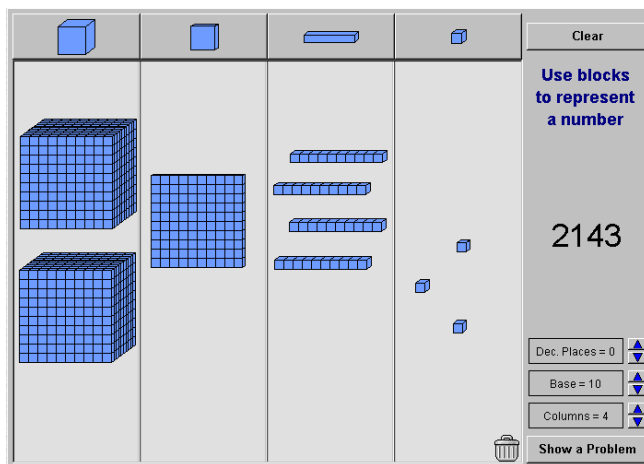 Clear
Use blocks
to represent
a number
2143
Dec. Places = 0
Base = 10
Columns = 4
Show a Problem